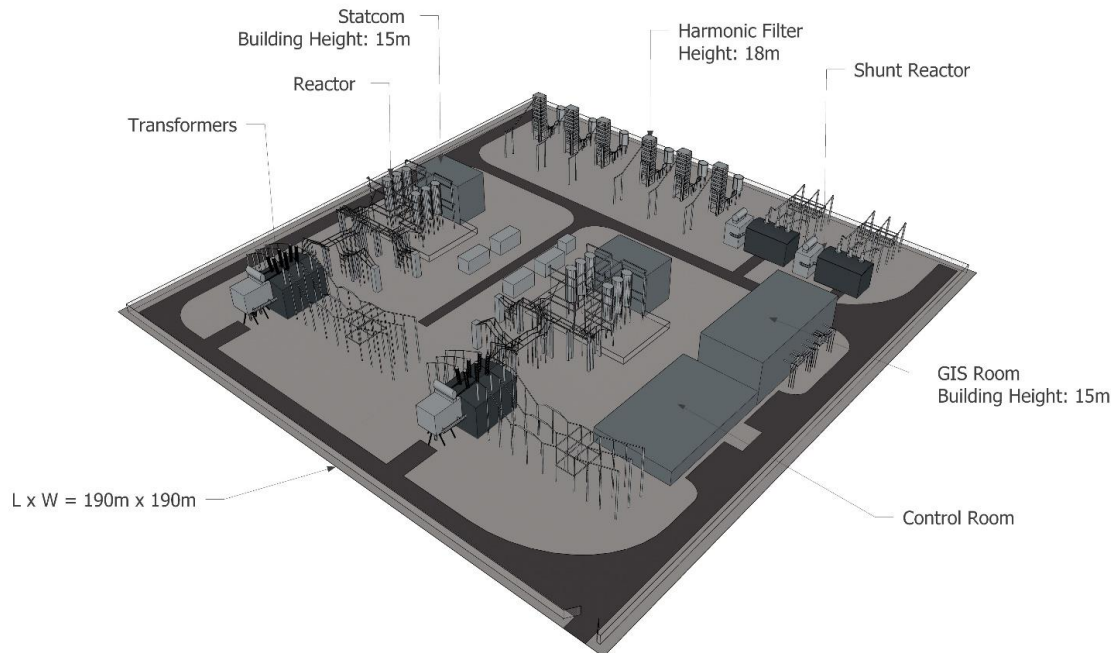 Statcom
Building Height: 15m
Harmonic Filter
Height: 18m
Shunt Reactor
Reactor
Transformers
GIS Room
Building Height: 15m
L x W = 190m x 190m
Control Room